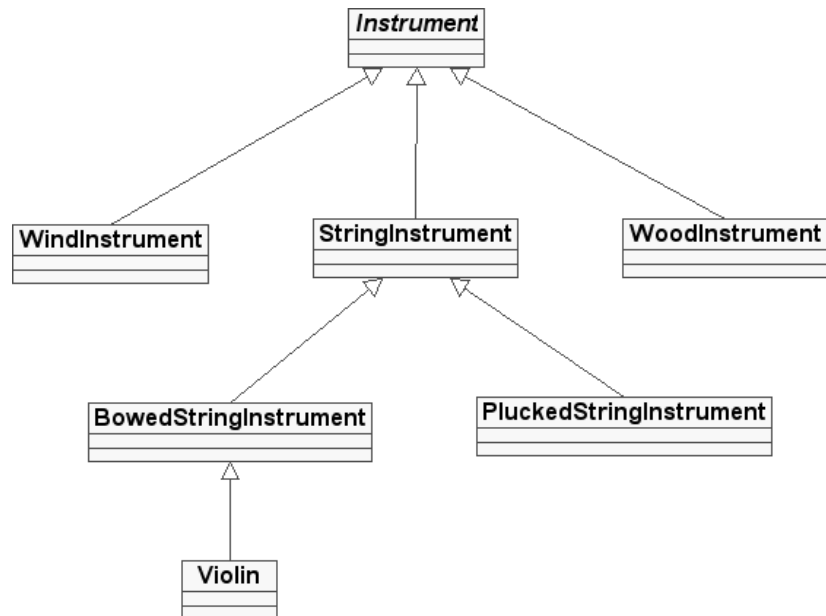 Instrument
WindInstrument
StringInstrument
WoodInstrument
BowedStringInstrument
PluckedStringInstrument
Violin